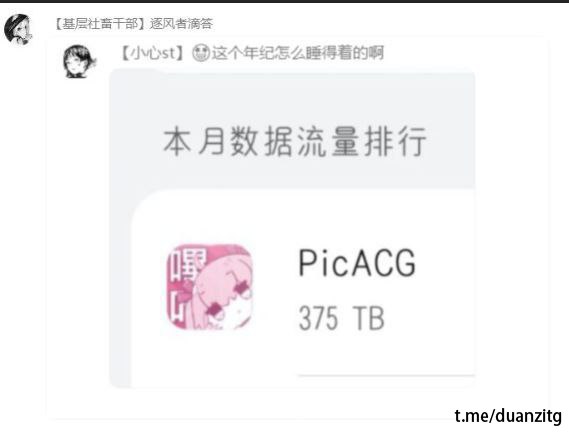 【基层社畜干部】逐风者滴答
【小心st】🤩这个年纪怎么睡得着的啊
本月数据流量排行
嗶
PicACG
375 TB
t.me/duanzitg